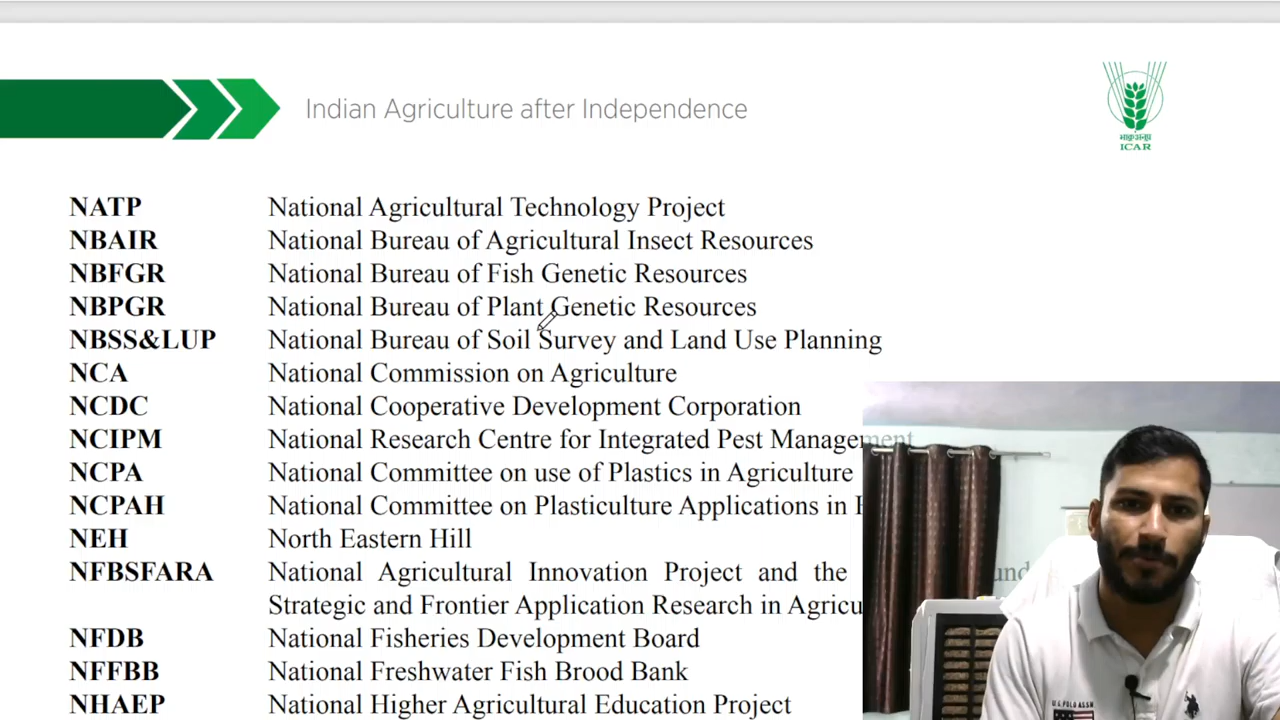 Indian Agriculture after Independence
भाकृअनुप
ICAR
NATP National Agricultural Technology Project
NBAIR National Bureau of Agricultural Insect Resources
NBFGR National Bureau of Fish Genetic Resources
NBPGR National Bureau of Plant Genetic Resources
NBSS&LUP National Bureau of Soil Survey and Land Use Planning
NCA National Commission on Agriculture
NCDC National Cooperative Development Corporation
NCIPM National Research Centre for Integrated Pest Management
NCPA National Committee on use of Plastics in Agriculture
NCPAH National Committee on Plasticulture Applications in
NEH North Eastern Hill
NFBSFARA National Agricultural Innovation Project and the
Strategic and Frontier Application Research in
NFDB National Fisheries Development Board
NFFBB National Freshwater Fish Brood Bank
NHAEP National Higher Agricultural Education Project
U.S. POLO ASSN.